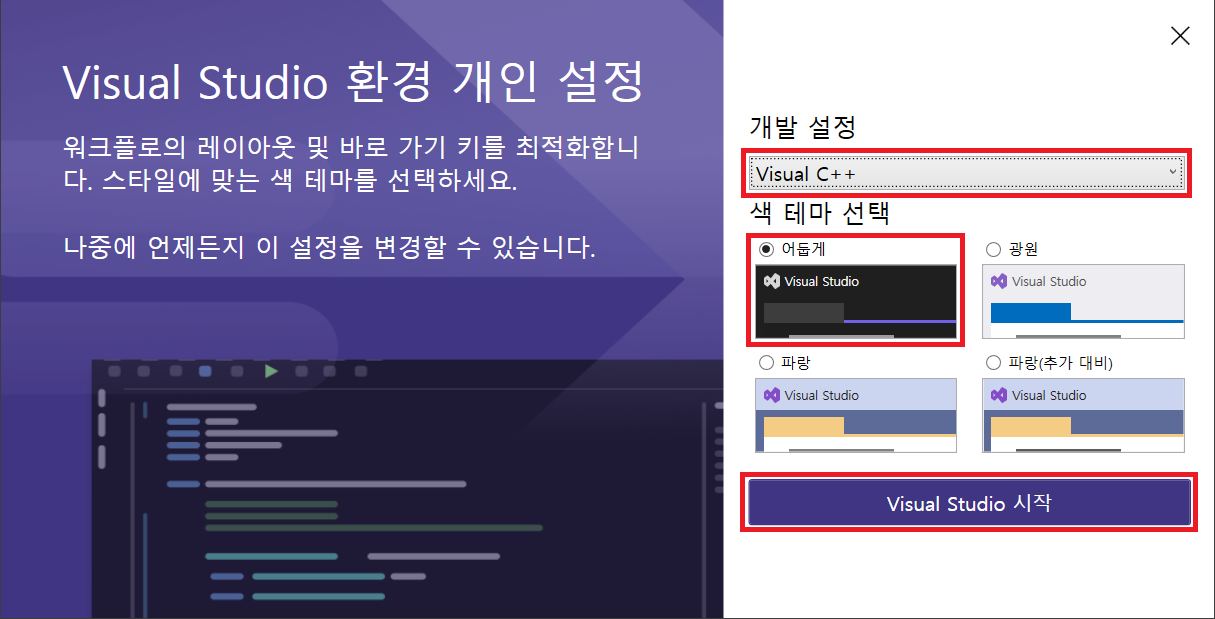 Visual Studio 환경 개인 설정
워크플로의 레이아웃 및 바로 가기 키를 최적화합니
다. 스타일에 맞는 색 테마를 선택하세요.
나중에 언제든지 이 설정을 변경할 수 있습니다.
개발 설정
Visual C++
색 테마 선택
어둡게
Visual Studio
광원
Visual Studio
파랑
Visual Studio
파랑(추가 대비)
Visual Studio
Visual Studio 시작